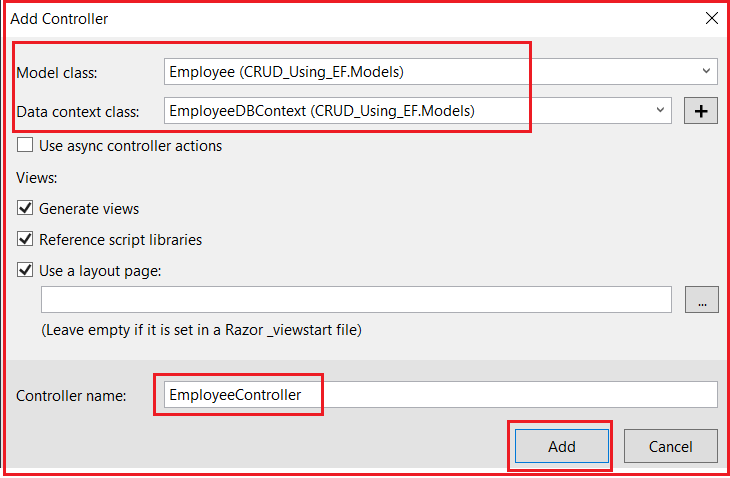 Add Controller
Model class: Employee (CRUD_Using_EF.Models)
Data context class: EmployeeDBContext (CRUD_Using_EF.Models) +
Use async controller actions
Views:
Generate views
Reference script libraries
Use a layout page:
...
(Leave empty if it is set in a Razor _viewstart file)
Controller name: EmployeeController
Add Cancel